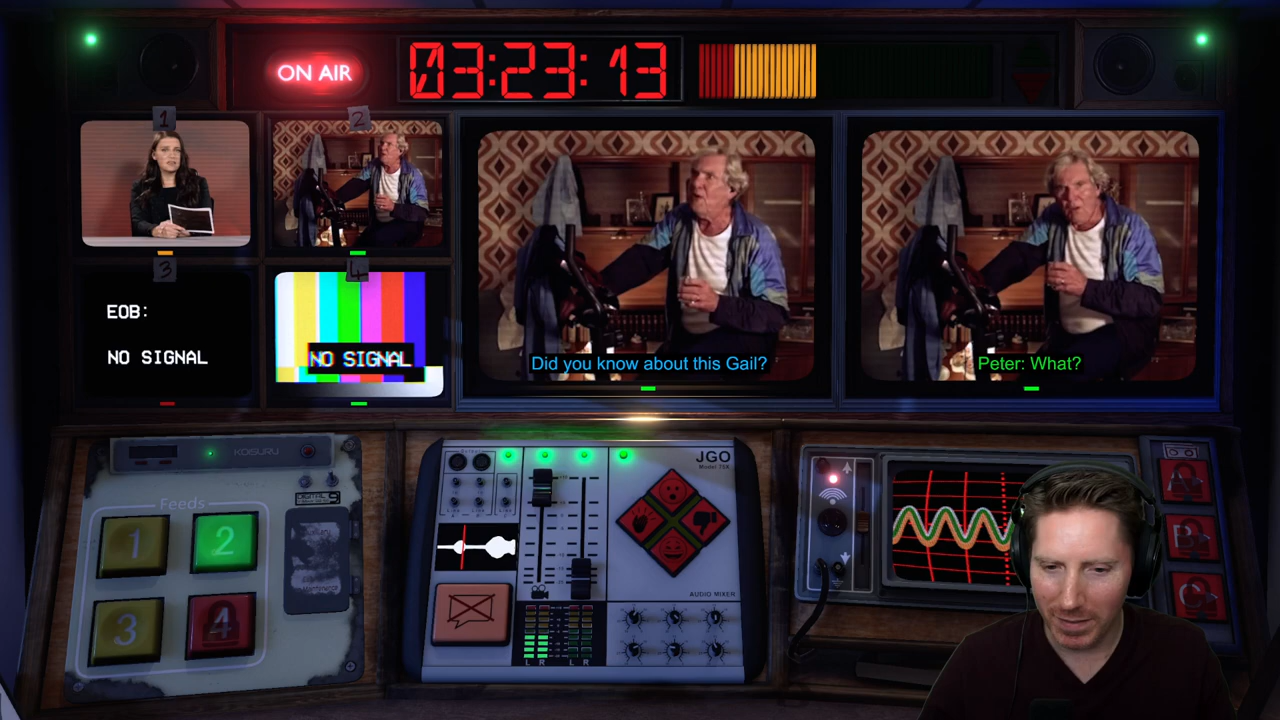 ON AIR
03:23:13
1
2
3
4
EOB:
NO SIGNAL
NO SIGNAL
Did you know about this Gail?
Peter: What?
KOISURU
Feeds
1
2
3
4
JGO
AUDIO MIXER
L R
L R
A
B
C